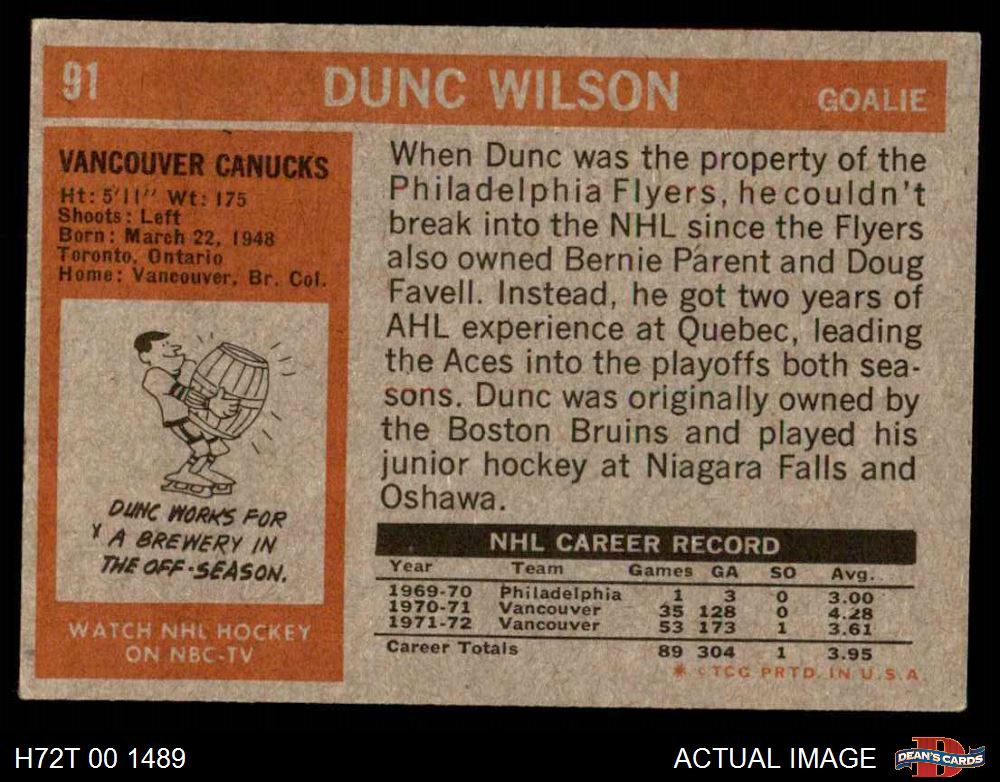 91
DUNC WILSON
GOALIE
VANCOUVER CANUCKS
Ht: 5'11" Wt: 175
Shoots: Left
Born: March 22, 1948
Toronto, Ontario
Home: Vancouver, Br. Col.
DUNC WORKS FOR
A BREWERY IN
THE OFF-SEASON.
WATCH NHL HOCKEY
ON NBC-TV
When Dunc was the property of the
Philadelphia Flyers, he couldn't
break into the NHL since the Flyers
also owned Bernie Parent and Doug
Favell. Instead, he got two years of
AHL experience at Quebec, leading
the Aces into the playoffs both sea-
sons. Dunc was originally owned by
the Boston Bruins and played his
junior hockey at Niagara Falls and
Oshawa.
NHL CAREER RECORD
Year Team Games GA SO Avg.
1969-70 Philadelphia 1 3 0 3.00
1970-71 Vancouver 35 128 0 4.28
1971-72 Vancouver 53 173 1 3.61
Career Totals 89 304 1 3.95
* © TCG PRTD. IN U.S.A.
H72T 00 1489
ACTUAL IMAGE
D
DEAN'S CARDS